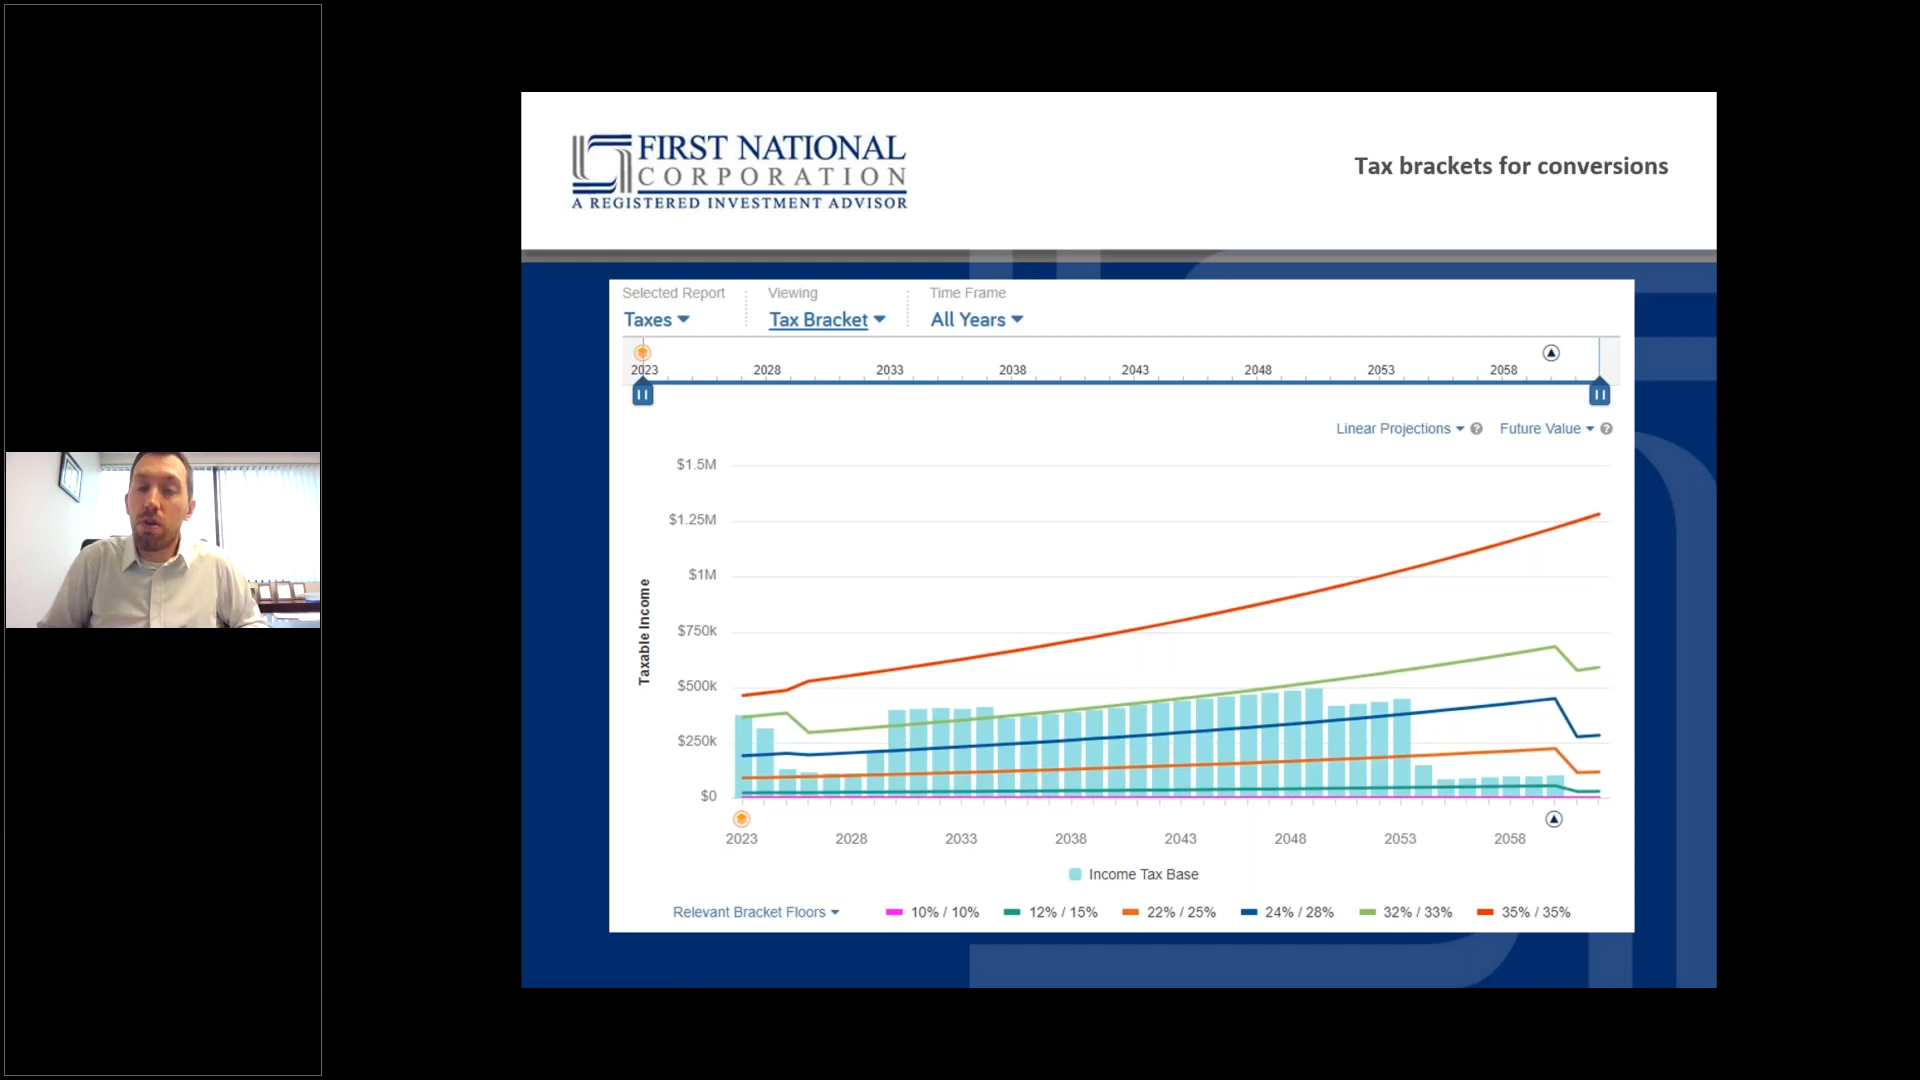 FIRST NATIONAL
CORPORATION
A REGISTERED INVESTMENT ADVISOR
Tax brackets for conversions
Selected Report
Viewing
Time Frame
Taxes
Tax Bracket
All Years
2023 2028 2033 2038 2043 2048 2053 2058
Linear Projections ? Future Value ?
$1.5M
$1.25M
$1M
$750k
$500k
$250k
$0
Taxable Income
2023 2028 2033 2038 2043 2048 2053 2058
Income Tax Base
Relevant Bracket Floors 10% / 10% 12% / 15% 22% / 25% 24% / 28% 32% / 33% 35% / 35%